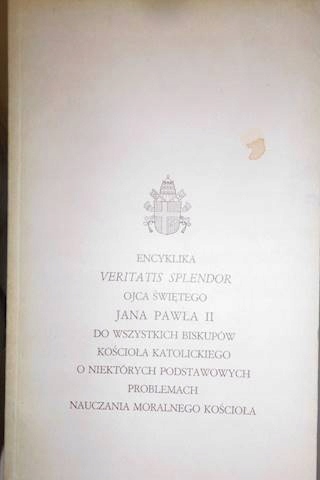 ENCYKLIKA
VERITATIS SPLENDOR
OJCA ŚWIĘTEGO
JANA PAWŁA II
DO WSZYSTKICH BISKUPÓW
KOŚCIOŁA KATOLICKIEGO
O NIEKTÓRYCH PODSTAWOWYCH
PROBLEMACH
NAUCZANIA MORALNEGO KOŚCIOŁA